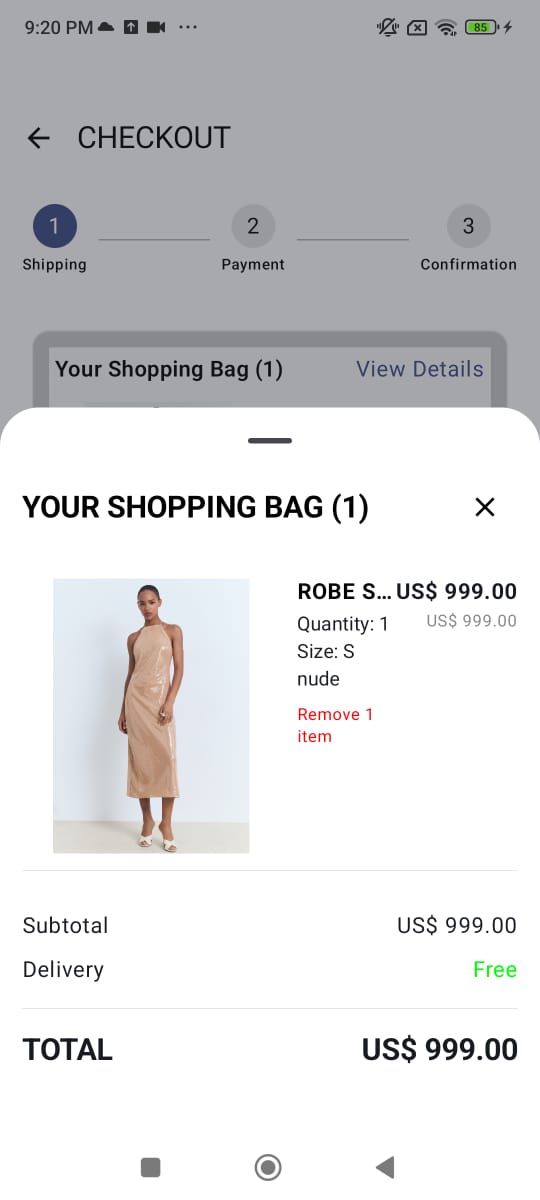 9:20 PM ... 85
CHECKOUT
1 2 3
Shipping Payment Confirmation
Your Shopping Bag (1) View Details
YOUR SHOPPING BAG (1)
ROBE S... US$ 999.00
Quantity: 1 US$ 999.00
Size: S
nude
Remove 1
item
Subtotal US$ 999.00
Delivery Free
TOTAL US$ 999.00